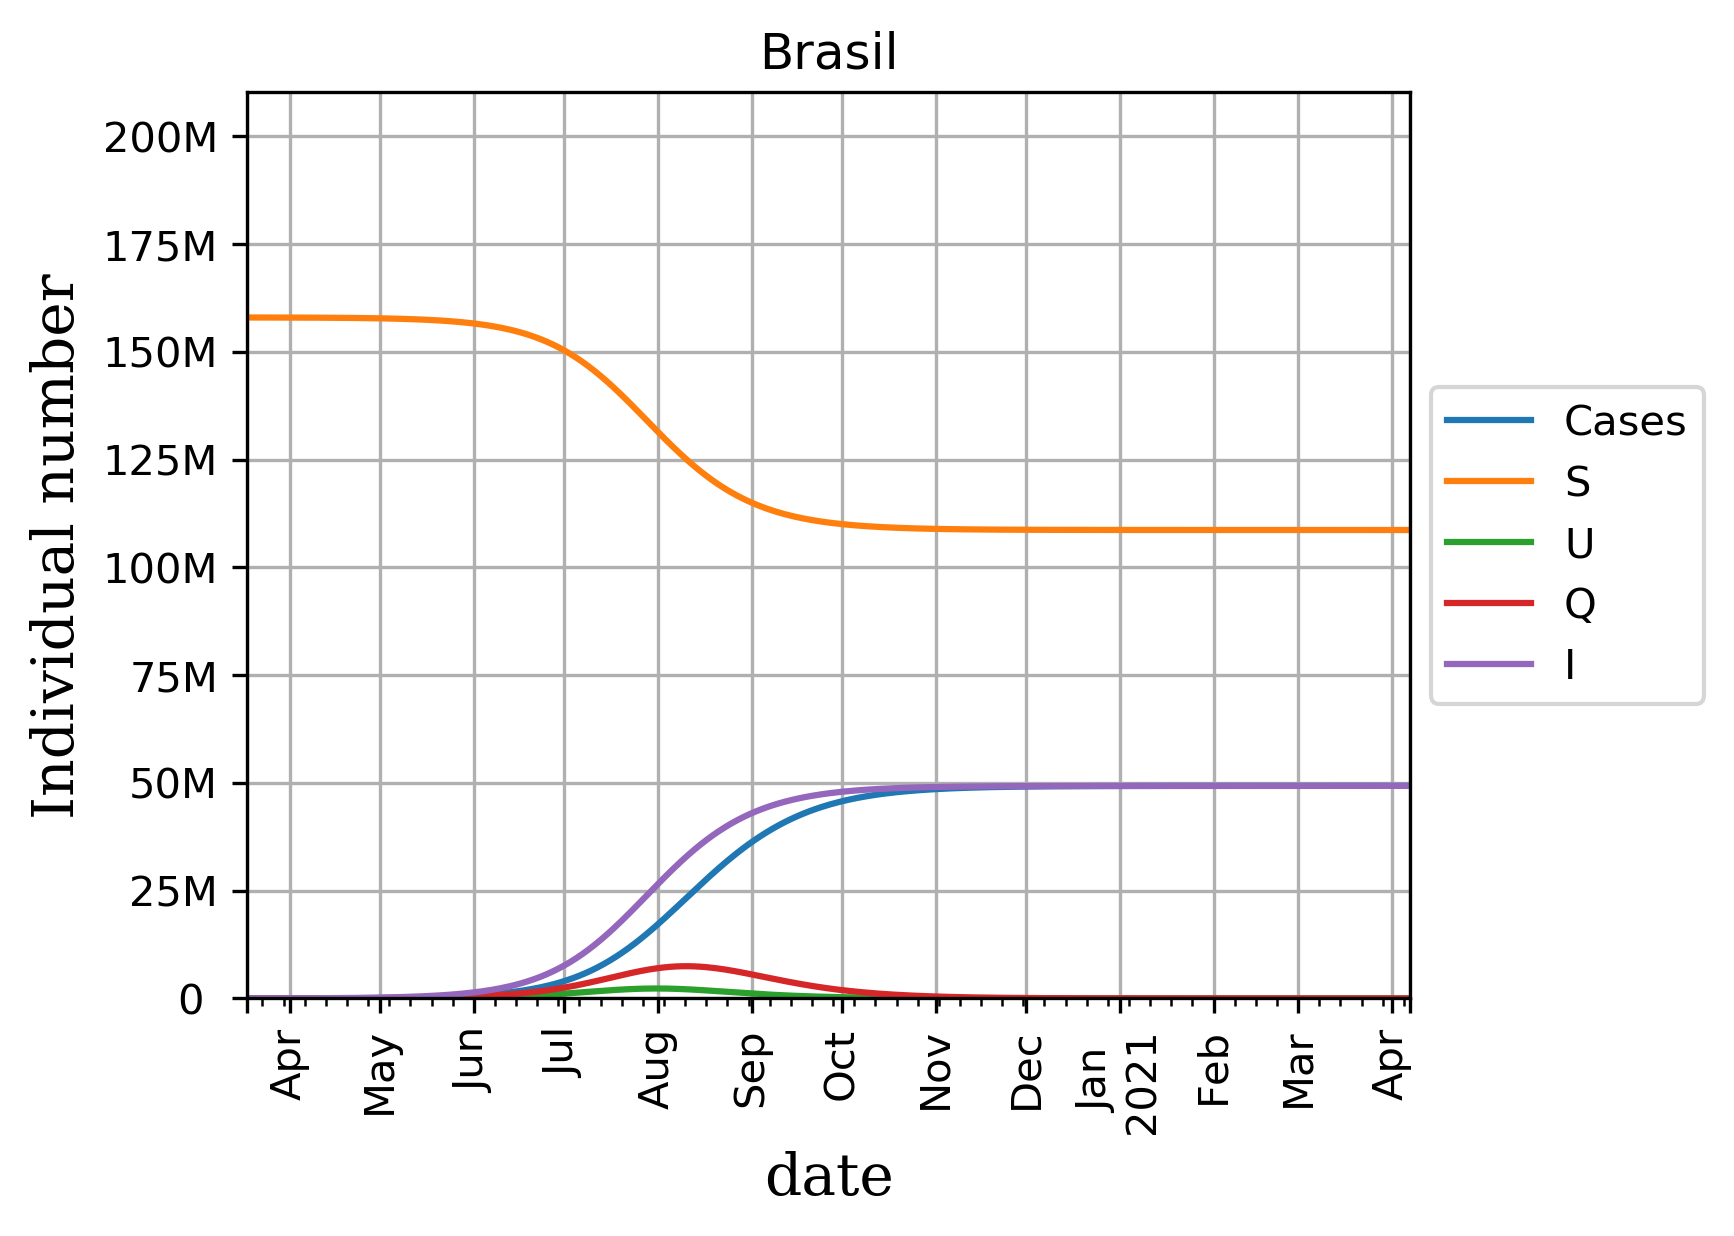 Brasil
200M
175M
150M
125M
100M
75M
50M
25M
0
Individual number
Apr
May
Jun
Jul
Aug
Sep
Oct
Nov
Dec
Jan
2021
Feb
Mar
Apr
date
Cases
S
U
Q
I